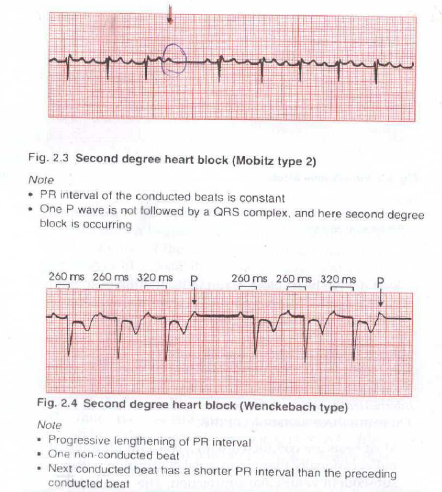 Fig. 2.3 Second degree heart block (Mobitz type 2)
Note
• PR interval of the conducted beats is constant
• One P wave is not followed by a QRS complex, and here second degree
block is occurring
260 ms 260 ms 320 ms P 260 ms 260 ms 320 ms P
Fig. 2.4 Second degree heart block (Wenckebach type)
Note
• Progressive lengthening of PR interval
• One non-conducted beat
• Next conducted beat has a shorter PR interval than the preceding
conducted beat